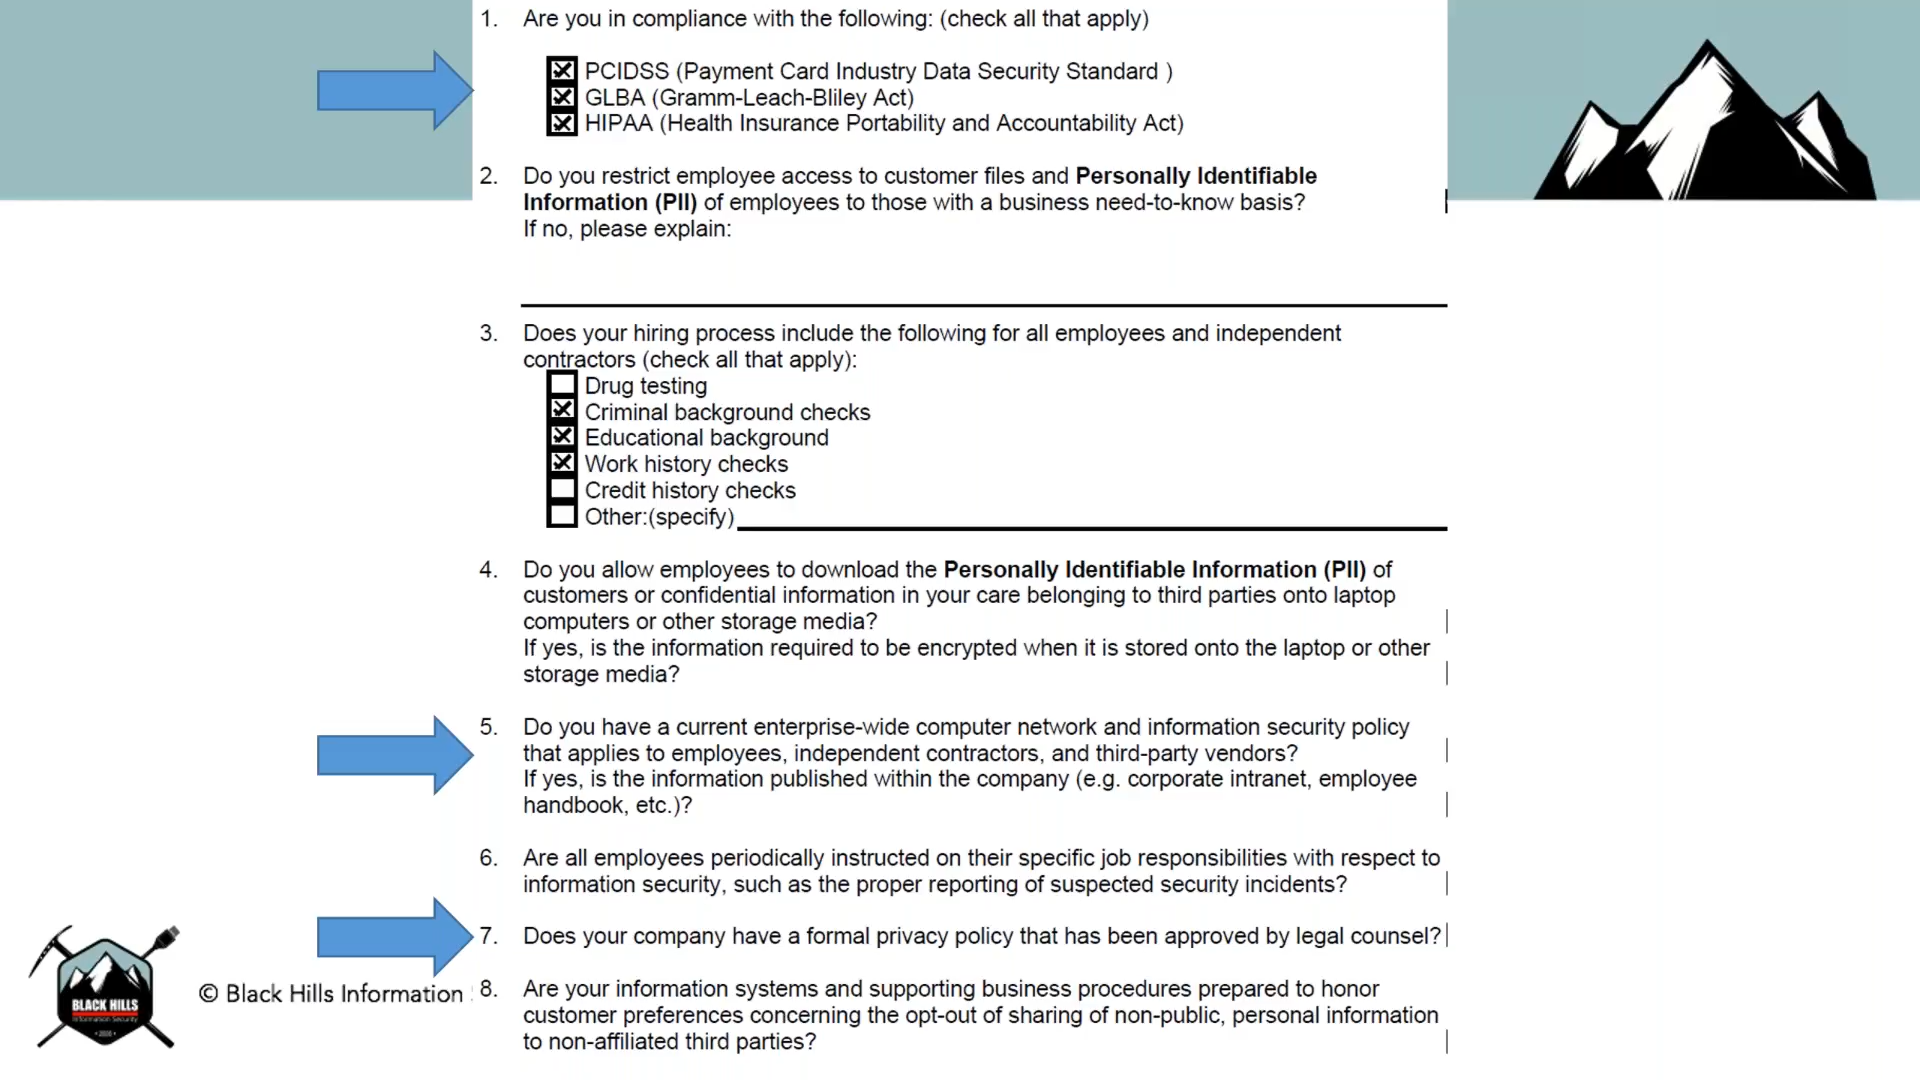 1. Are you in compliance with the following: (check all that apply)
PCIDSS (Payment Card Industry Data Security Standard )
GLBA (Gramm-Leach-Bliley Act)
HIPAA (Health Insurance Portability and Accountability Act)
2. Do you restrict employee access to customer files and Personally Identifiable
Information (PII) of employees to those with a business need-to-know basis?
If no, please explain:
3. Does your hiring process include the following for all employees and independent
contractors (check all that apply):
Drug testing
Criminal background checks
Educational background
Work history checks
Credit history checks
Other:(specify)
4. Do you allow employees to download the Personally Identifiable Information (PII) of
customers or confidential information in your care belonging to third parties onto laptop
computers or other storage media?
If yes, is the information required to be encrypted when it is stored onto the laptop or other
storage media?
5. Do you have a current enterprise-wide computer network and information security policy
that applies to employees, independent contractors, and third-party vendors?
If yes, is the information published within the company (e.g. corporate intranet, employee
handbook, etc.)?
6. Are all employees periodically instructed on their specific job responsibilities with respect to
information security, such as the proper reporting of suspected security incidents?
7. Does your company have a formal privacy policy that has been approved by legal counsel?
8. Are your information systems and supporting business procedures prepared to honor
customer preferences concerning the opt-out of sharing of non-public, personal information
to non-affiliated third parties?
© Black Hills Information
BLACK HILLS
Information Security